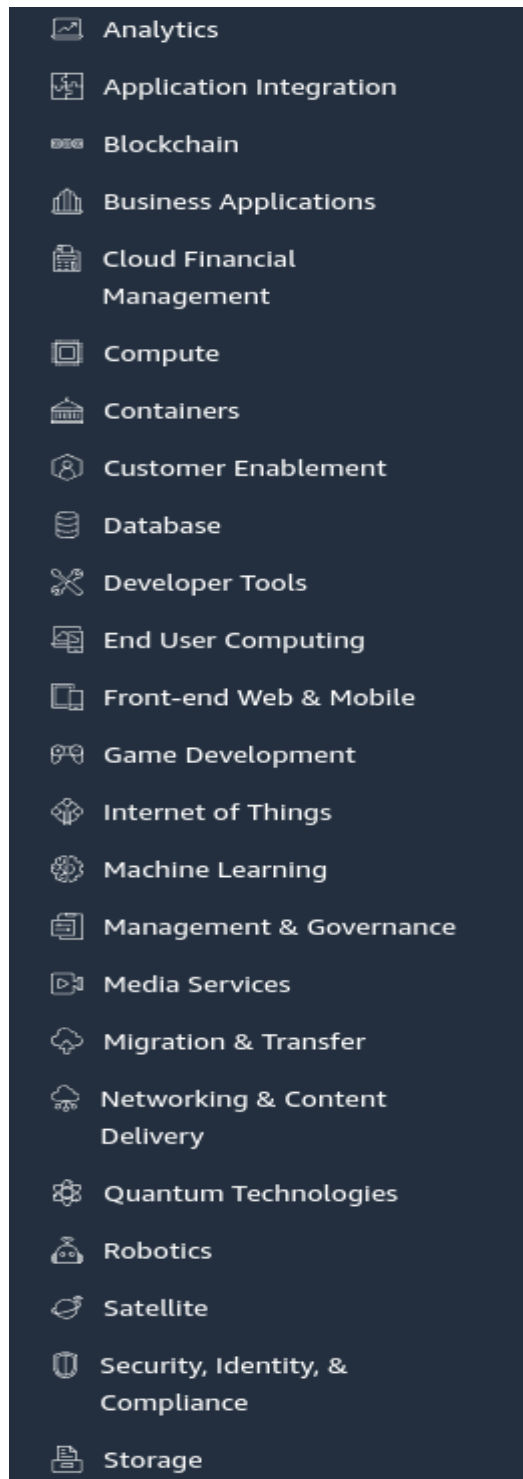 Analytics
Application Integration
Blockchain
Business Applications
Cloud Financial
Management
Compute
Containers
Customer Enablement
Database
Developer Tools
End User Computing
Front-end Web & Mobile
Game Development
Internet of Things
Machine Learning
Management & Governance
Media Services
Migration & Transfer
Networking & Content
Delivery
Quantum Technologies
Robotics
Satellite
Security, Identity, &
Compliance
Storage